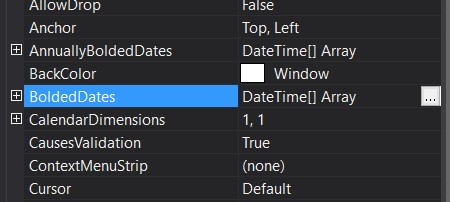 AllowDrop False
Anchor Top, Left
AnnuallyBoldedDates DateTime[] Array
BackColor Window
BoldedDates DateTime[] Array ...
CalendarDimensions 1, 1
CausesValidation True
ContextMenuStrip (none)
Cursor Default